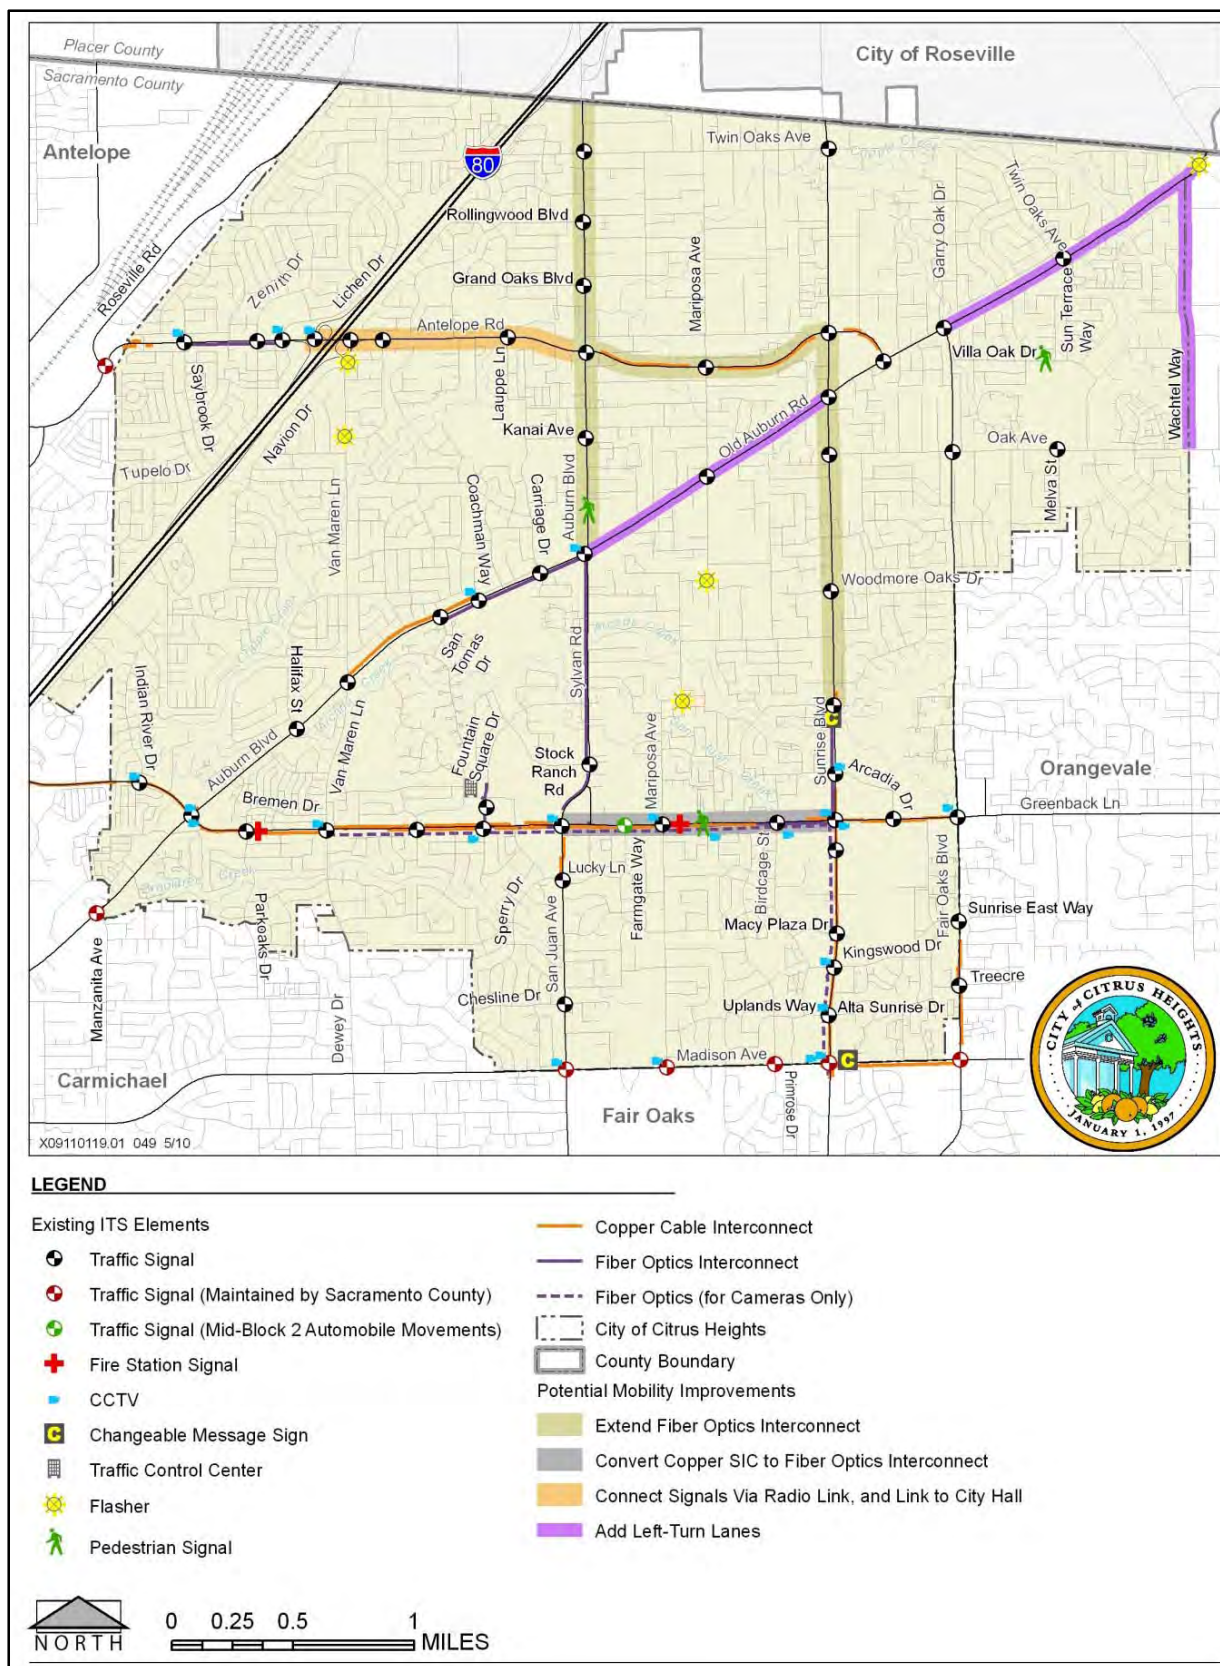 Placer County
Sacramento County
City of Roseville
Antelope
80
Twin Oaks Ave
Roseville Rd
Zenith Dr
Lichen Dr
Rollingwood Blvd
Grand Oaks Blvd
Mariposa Ave
Garry Oak Dr
Twin Oaks Ave
Sun Terrace
Way
Antelope Rd
Lauppe Ln
Villa Oak Dr
Wachtel Way
Saybrook Dr
Navion Dr
Kanai Ave
Old Auburn Rd
Oak Ave
Melva St
Tupelo Dr
Van Maren Ln
Coachman Way
Carriage Dr
Auburn Blvd
Woodmore Oaks Dr
San
Tomas
Dr
Sylvan Rd
Halifax St
Indian River Dr
Auburn Blvd
Van Maren Ln
Fountain
Square Dr
Stock
Ranch
Rd
Mariposa Ave
Sunrise Blvd
C
Arcadia Dr
Orangevale
Greenback Ln
Bremen Dr
Lucky Ln
Farmgate Way
Birdcage St
Fair Oaks Blvd
Parkoaks Dr
Sperry Dr
San Juan Ave
Macy Plaza Dr
Kingswood Dr
Sunrise East Way
Treecre
Manzanita Ave
Dewey Dr
Chesline Dr
Uplands Way
Alta Sunrise Dr
Madison Ave
C
Primrose Dr
Carmichael
Fair Oaks
CITY of CITRUS HEIGHTS
JANUARY 1, 1997
X09110119.01 049 5/10
LEGEND
Existing ITS Elements
Traffic Signal
Traffic Signal (Maintained by Sacramento County)
Traffic Signal (Mid-Block 2 Automobile Movements)
Fire Station Signal
CCTV
C Changeable Message Sign
Traffic Control Center
Flasher
Pedestrian Signal
Copper Cable Interconnect
Fiber Optics Interconnect
Fiber Optics (for Cameras Only)
City of Citrus Heights
County Boundary
Potential Mobility Improvements
Extend Fiber Optics Interconnect
Convert Copper SIC to Fiber Optics Interconnect
Connect Signals Via Radio Link, and Link to City Hall
Add Left-Turn Lanes
NORTH
0 0.25 0.5 1
MILES